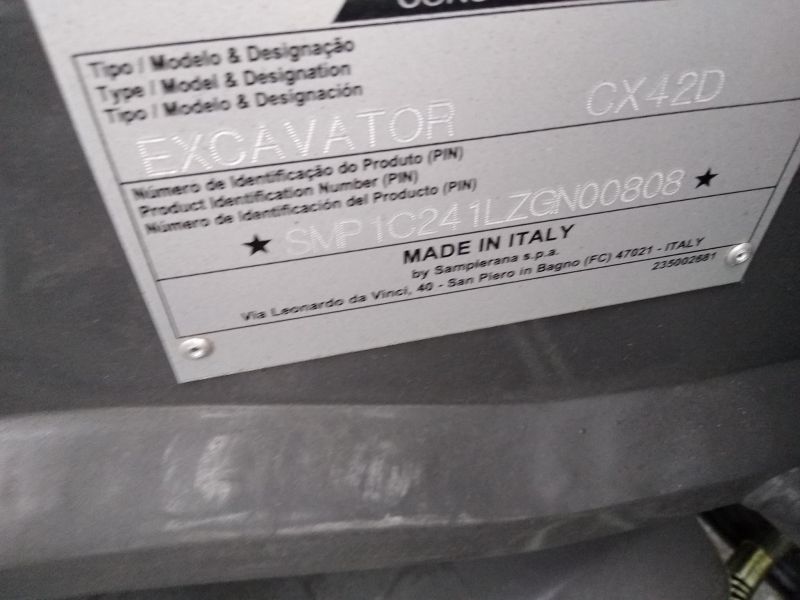 Tipo / Modelo & Designação
Type / Model & Designation
Tipo / Modelo & Designación
EXCAVATOR CX42D
Número de Identificação do Produto (PIN)
Product Identification Number (PIN)
Número de Identificación del Producto (PIN)
★ SMP1C241LZGN00808 ★
MADE IN ITALY
by Sampierana s.p.a.
Via Leonardo da Vinci, 40 - San Piero in Bagno (FC) 47021 - ITALY
235002681